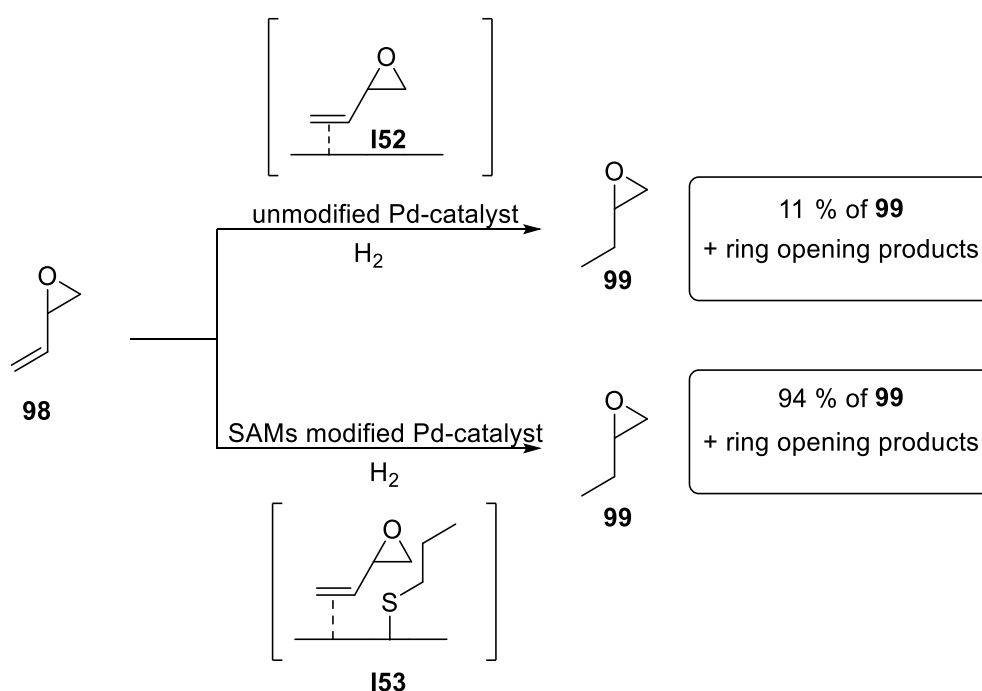 O
I52
unmodified Pd-catalyst
H2
O
99
11 % of 99
+ ring opening products
O
98
SAMs modified Pd-catalyst
H2
O
99
94 % of 99
+ ring opening products
O
S
I53